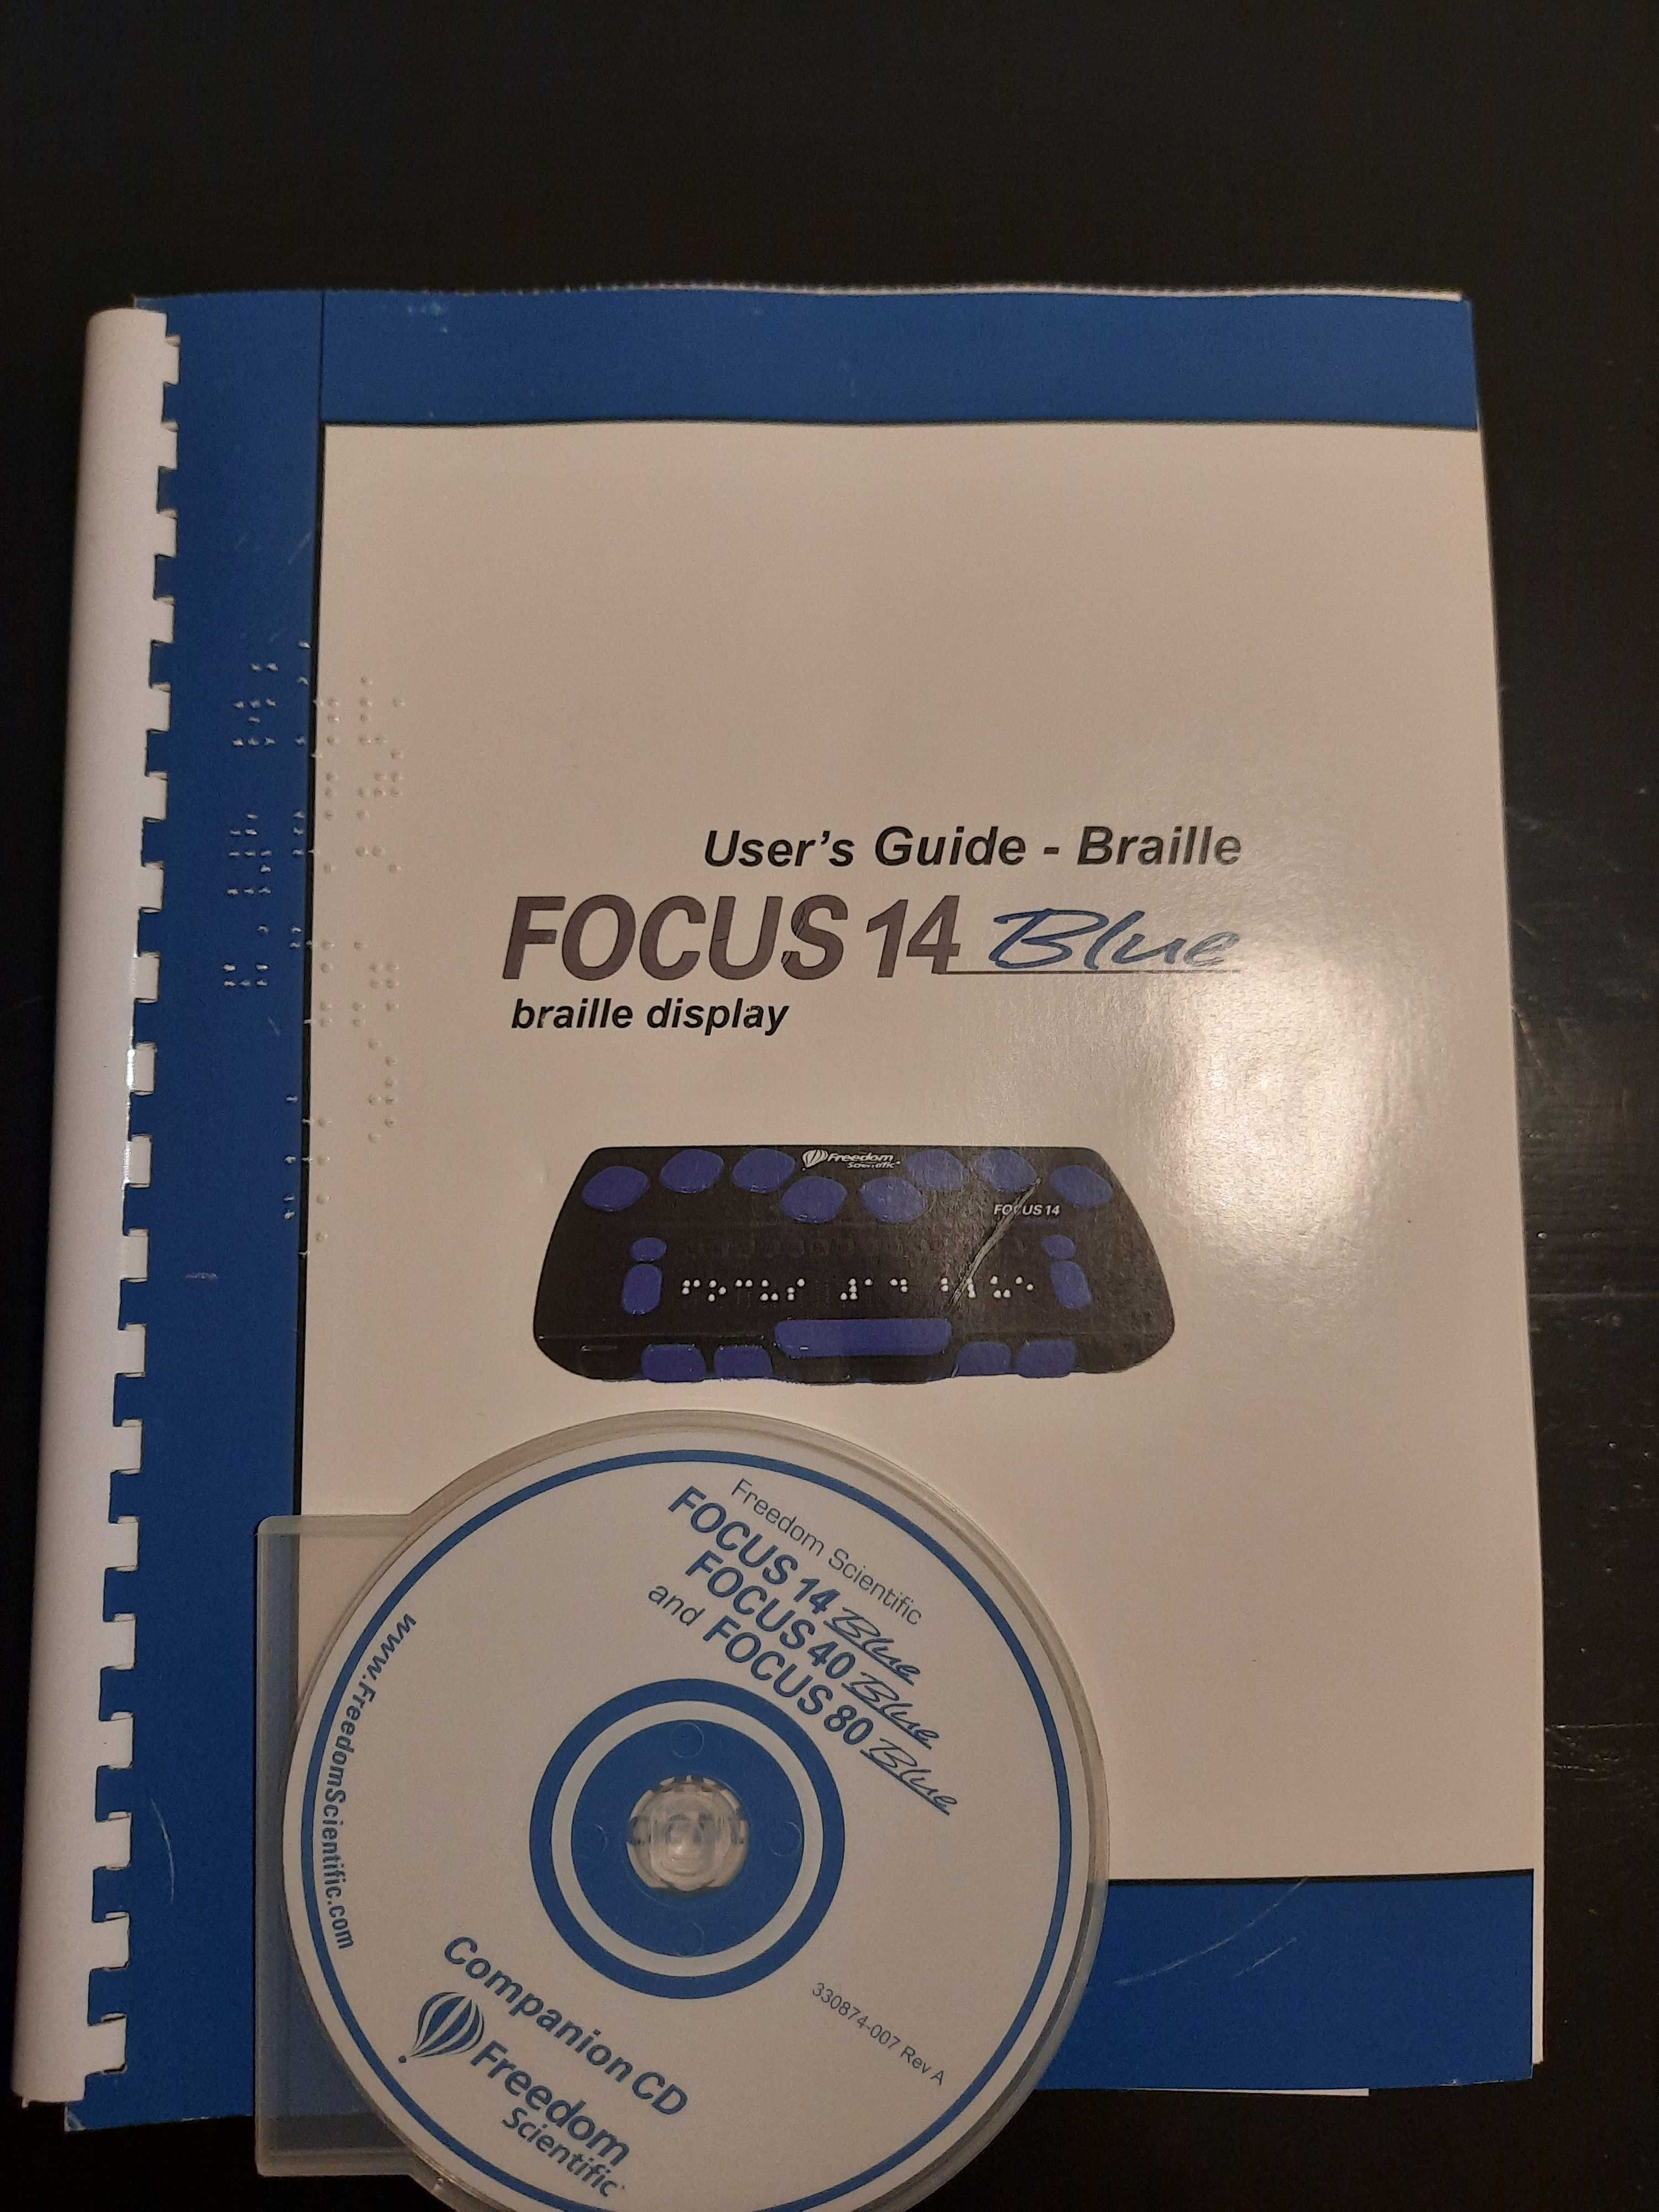 User's Guide - Braille
FOCUS 14 Blue
braille display
Freedom
Scientific
FOCUS 14
Freedom Scientific
FOCUS 14 Blue
FOCUS 40 Blue
and FOCUS 80 Blue
www.FreedomScientific.com
330874-007 Rev A
Companion CD
Freedom
Scientific